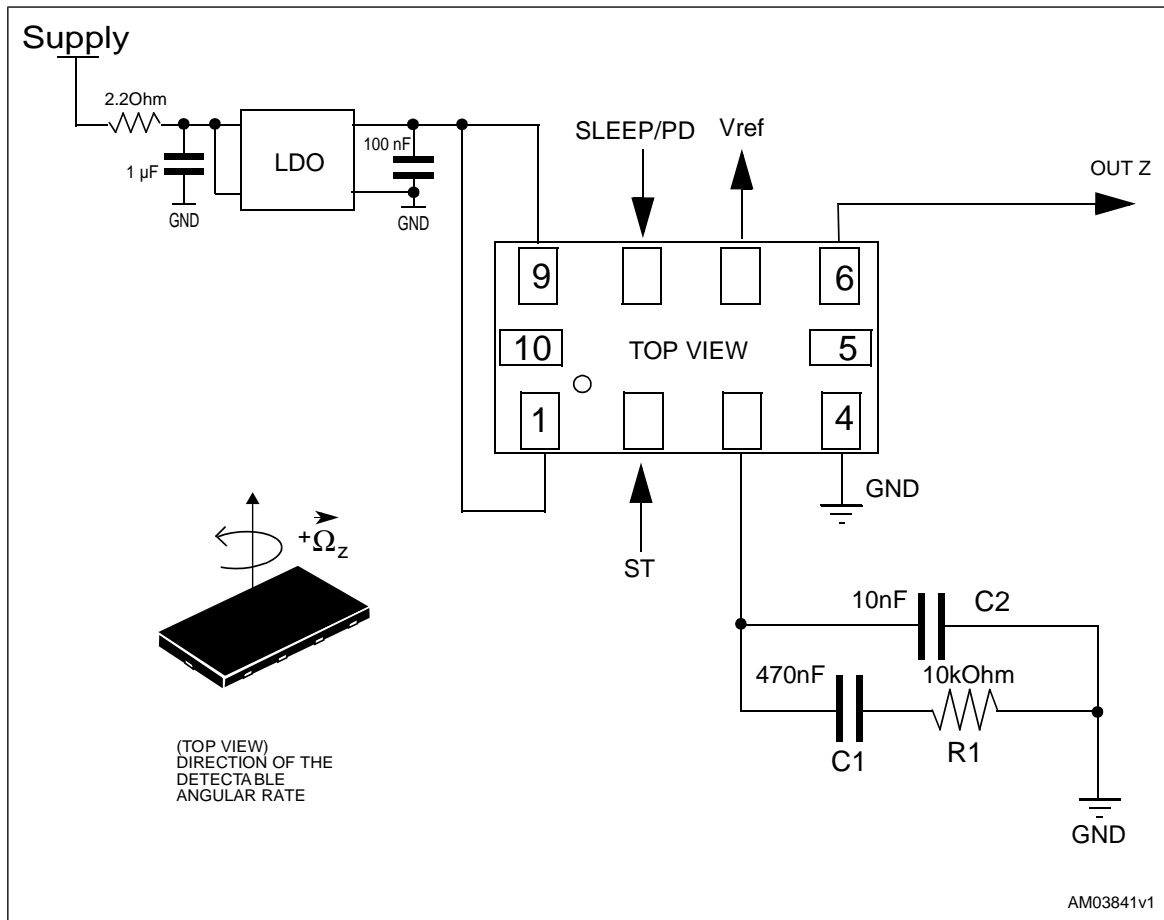 Supply
2.2Ohm
1 µF
GND
LDO
100 nF
GND
SLEEP/PD
Vref
OUT Z
9
6
10
TOP VIEW
5
1
4
GND
ST
+Ωz
10nF
C2
470nF
10kOhm
C1
R1
GND
(TOP VIEW)
DIRECTION OF THE
DETECTABLE
ANGULAR RATE
AM03841v1